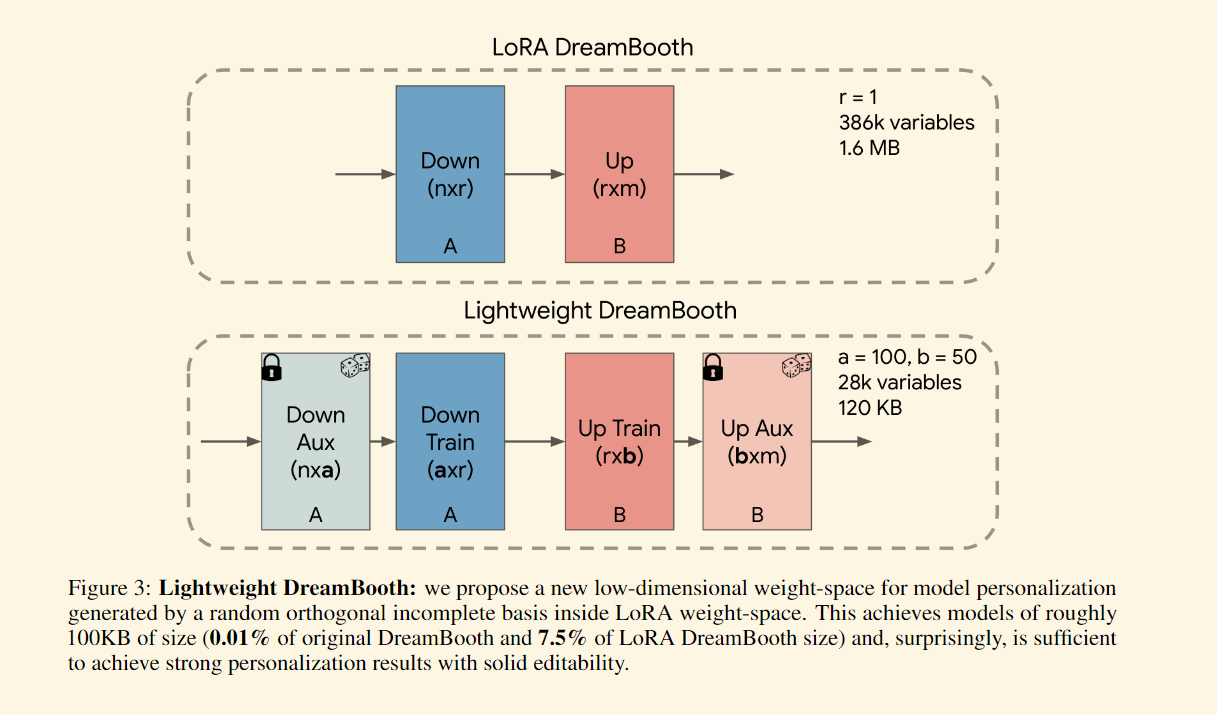 LoRA DreamBooth
Down
(nxr)
A
Up
(rxm)
B
r = 1
386k variables
1.6 MB
Lightweight DreamBooth
Down
Aux
(nxa)
A
Down
Train
(axr)
A
Up Train
(rxb)
B
Up Aux
(bxm)
B
a = 100, b = 50
28k variables
120 KB
Figure 3: Lightweight DreamBooth: we propose a new low-dimensional weight-space for model personalization
generated by a random orthogonal incomplete basis inside LoRA weight-space. This achieves models of roughly
100KB of size (0.01% of original DreamBooth and 7.5% of LoRA DreamBooth size) and, surprisingly, is sufficient
to achieve strong personalization results with solid editability.